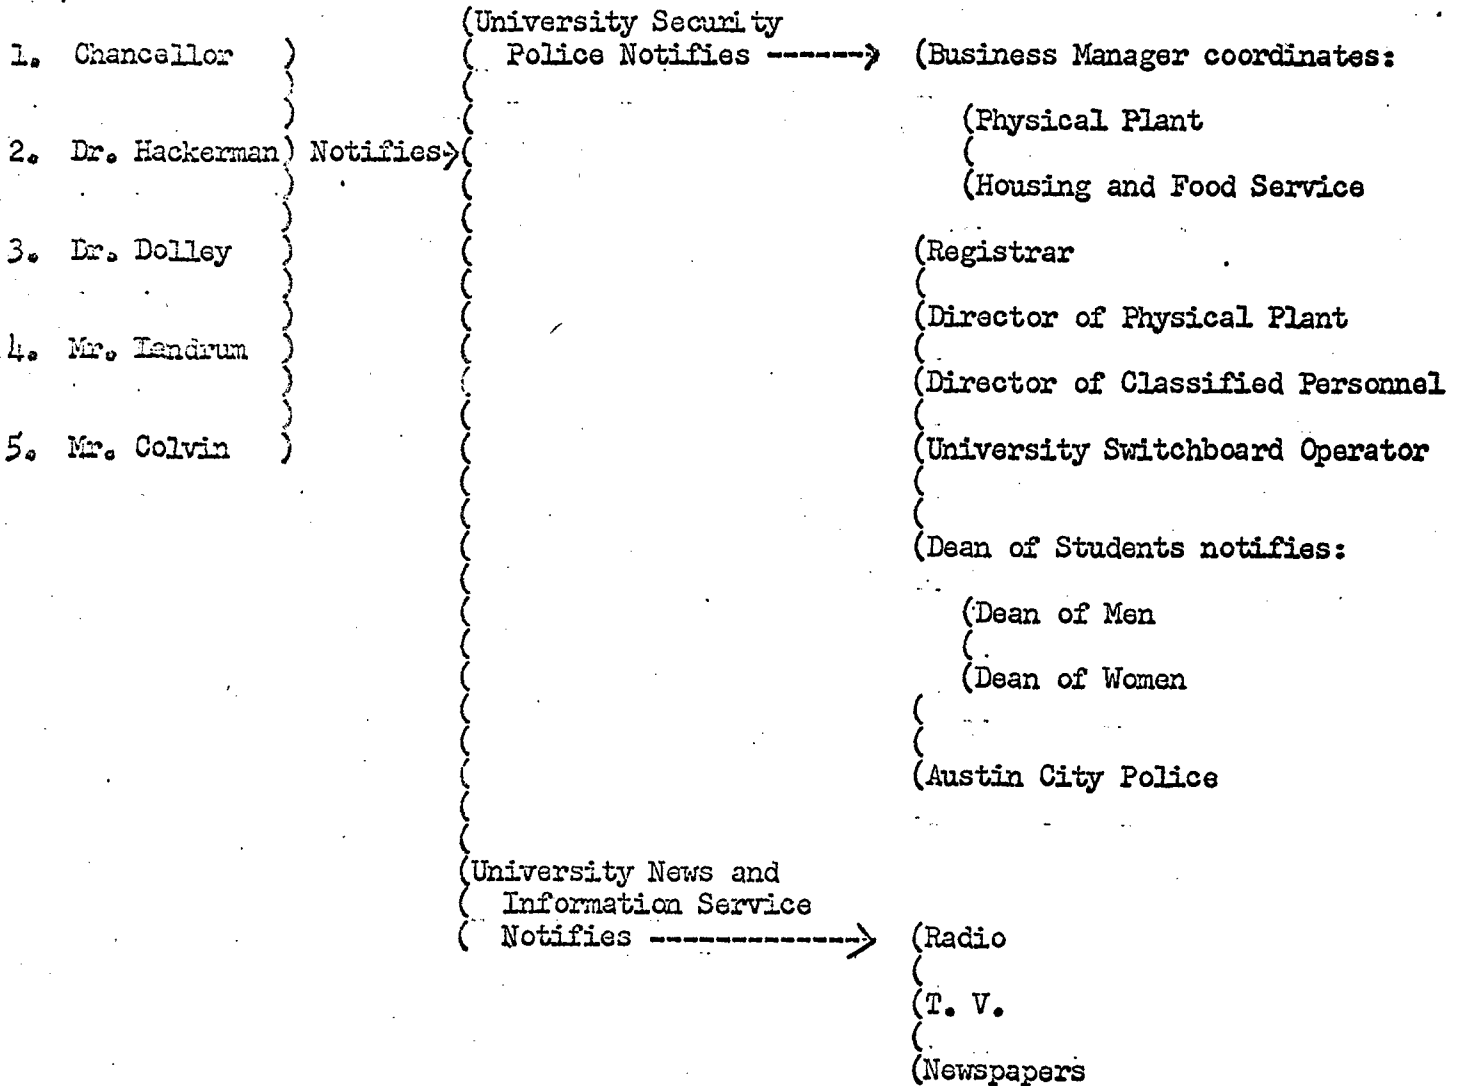 (University Security
1. Chancellor ) ( Police Notifies ------> (Business Manager coordinates:
(Physical Plant
2. Dr. Hackerman) Notifies->( (
(Housing and Food Service
3. Dr. Dolley ) ( (Registrar
(Director of Physical Plant
4. Mr. Landrum ) (
(Director of Classified Personnel
5. Mr. Colvin ) ( (University Switchboard Operator
(Dean of Students notifies:
(Dean of Men
(Dean of Women
(Austin City Police
(University News and
( Information Service
( Notifies -------------> (Radio
(T. V.
(Newspapers